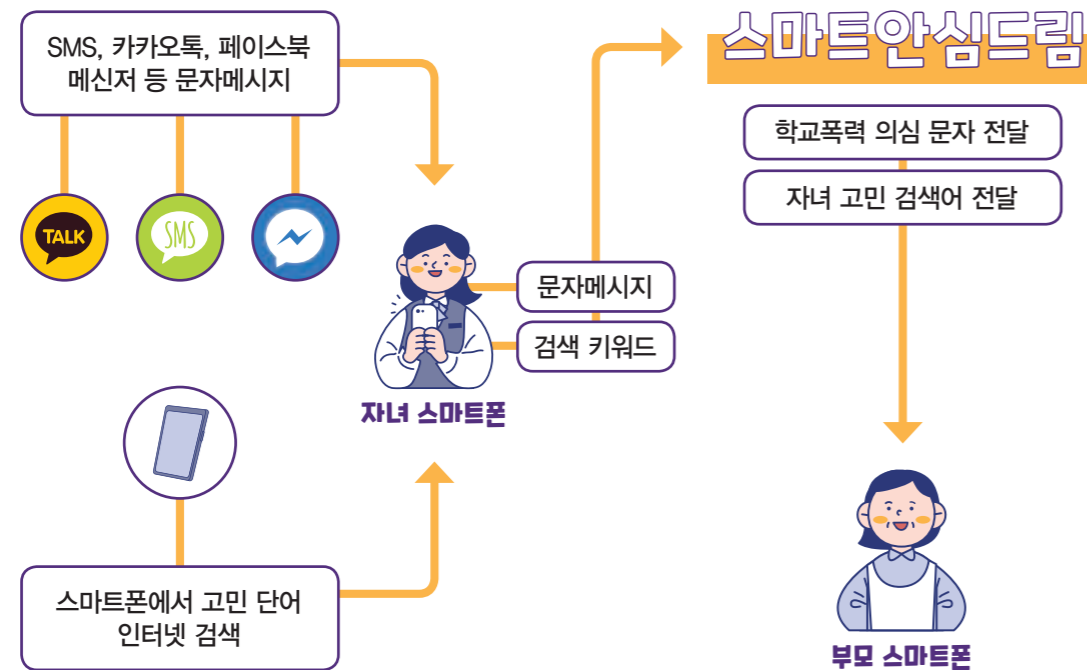 SMS, 카카오톡, 페이스북
메신저 등 문자메시지
TALK
SMS
스마트안심드림
학교폭력 의심 문자 전달
자녀 고민 검색어 전달
문자메시지
검색 키워드
자녀 스마트폰
스마트폰에서 고민 단어
인터넷 검색
부모 스마트폰